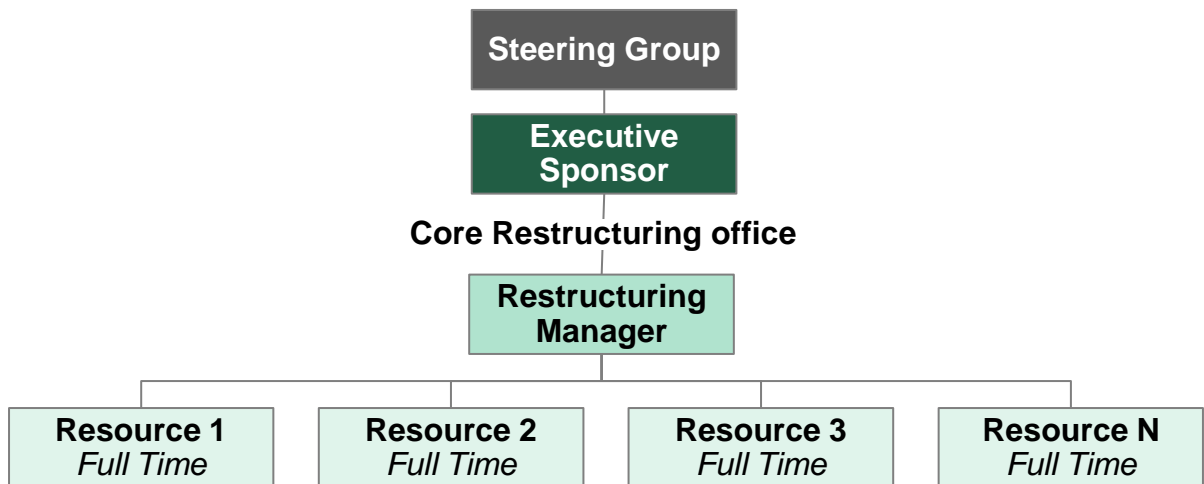 Steering Group
Executive
Sponsor
Core Restructuring office
Restructuring
Manager
Resource 1
Full Time
Resource 2
Full Time
Resource 3
Full Time
Resource N
Full Time